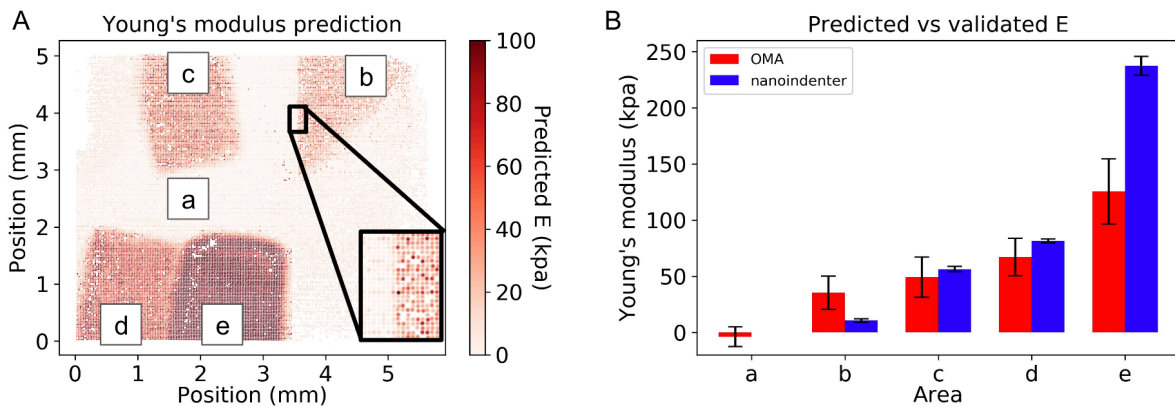 A
Young's modulus prediction
Position (mm)
5
4
3
2
1
0
0 1 2 3 4 5
Position (mm)
c
b
a
d
e
100
80
60
40
20
0
Predicted E (kpa)
B
Predicted vs validated E
Young's modulus (kpa)
250
200
150
100
50
0
OMA
nanoindenter
a b c d e
Area